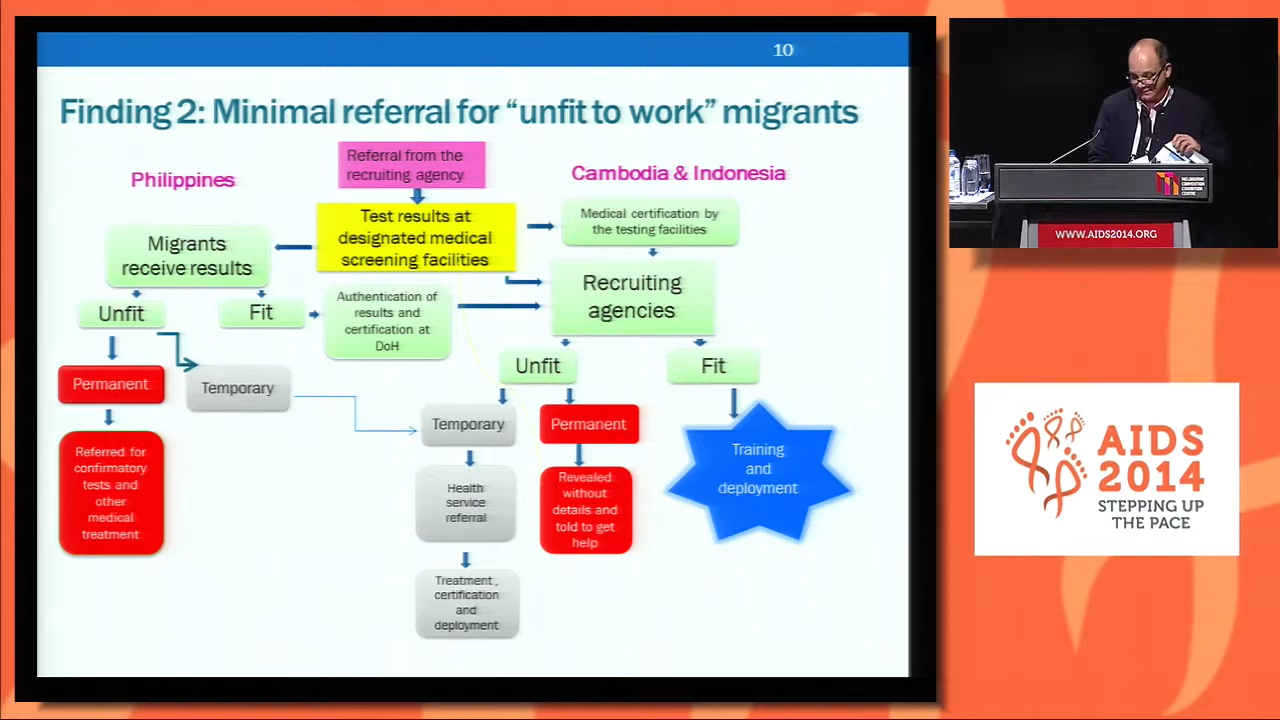 10
Finding 2: Minimal referral for “unfit to work” migrants
Philippines
Referral from the
recruiting agency
Cambodia & Indonesia
Test results at
designated medical
screening facilities
Medical certification by
the testing facilities
Migrants
receive results
Recruiting
agencies
Unfit
Fit
Authentication of
results and
certification at
DoH
Unfit
Fit
Permanent
Temporary
Temporary
Permanent
Training
and
deployment
Referred for
confirmatory
tests and
other
medical
treatment
Health
service
referral
Revealed
without
details and
told to get
help
Treatment,
certification
and
deployment
MELBOURNE
CONVENTION
EXHIBITION
CENTRE
WWW.AIDS2014.ORG
AIDS
2014
STEPPING UP
THE PACE